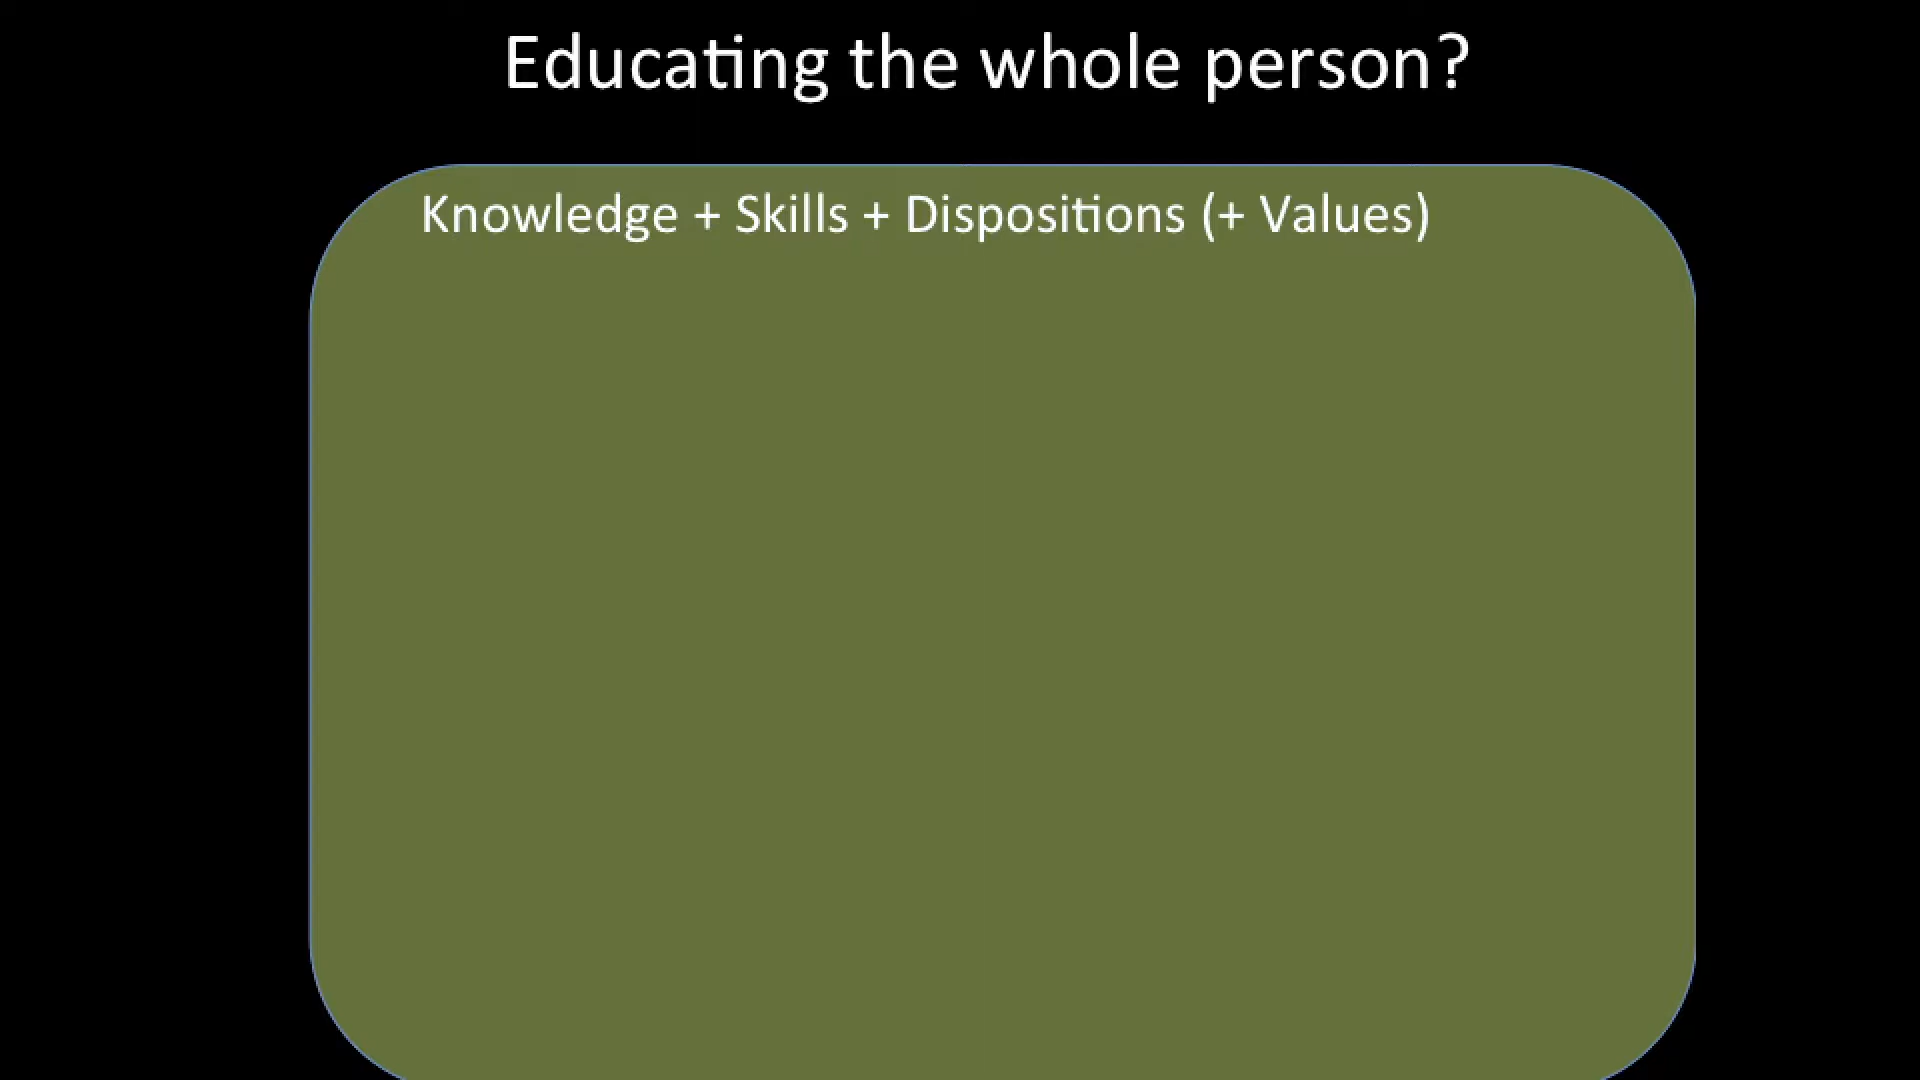 Educating the whole person?
Knowledge + Skills + Dispositions (+ Values)